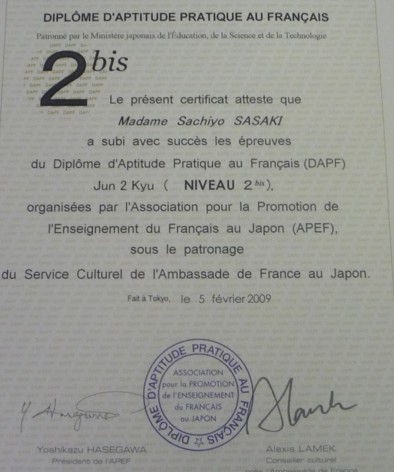 DIPLÔME D'APTITUDE PRATIQUE AU FRANÇAIS
Patronné par le Ministère japonais de l'Éducation, de la Science et de la Technologie
2 bis
Le présent certificat atteste que
Madame Sachiyo SASAKI
a subi avec succès les épreuves
du Diplôme d'Aptitude Pratique au Français (DAPF)
Jun 2 Kyu ( NIVEAU 2 bis ),
organisées par l'Association pour la Promotion de
l'Enseignement du Français au Japon (APEF),
sous le patronage
du Service Culturel de l'Ambassade de France au Japon.
Fait à Tokyo, le 5 février 2009
DIPLÔME D'APTITUDE PRATIQUE AU FRANÇAIS
ASSOCIATION
pour la PROMOTION
de l'ENSEIGNEMENT
du FRANÇAIS
au JAPON
Yoshikazu HASEGAWA
Président de l'APEF
Alexis LAMEK
Conseiller culturel